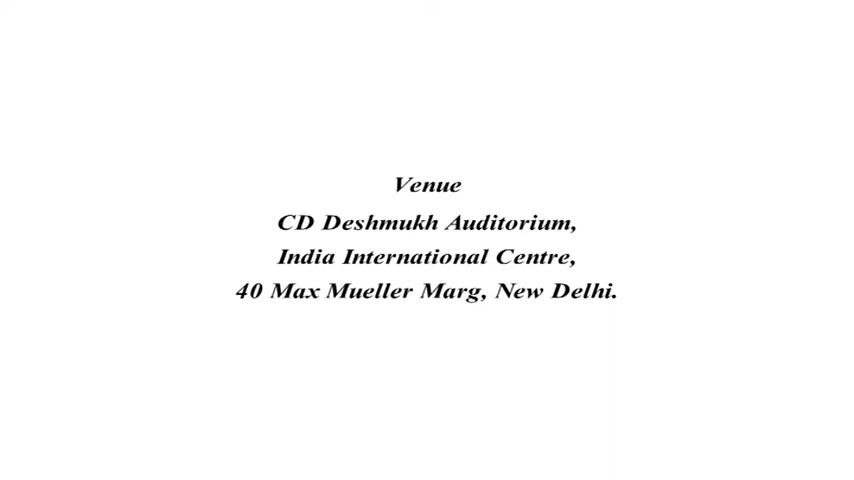 Venue
CD Deshmukh Auditorium,
India International Centre,
40 Max Mueller Marg, New Delhi.